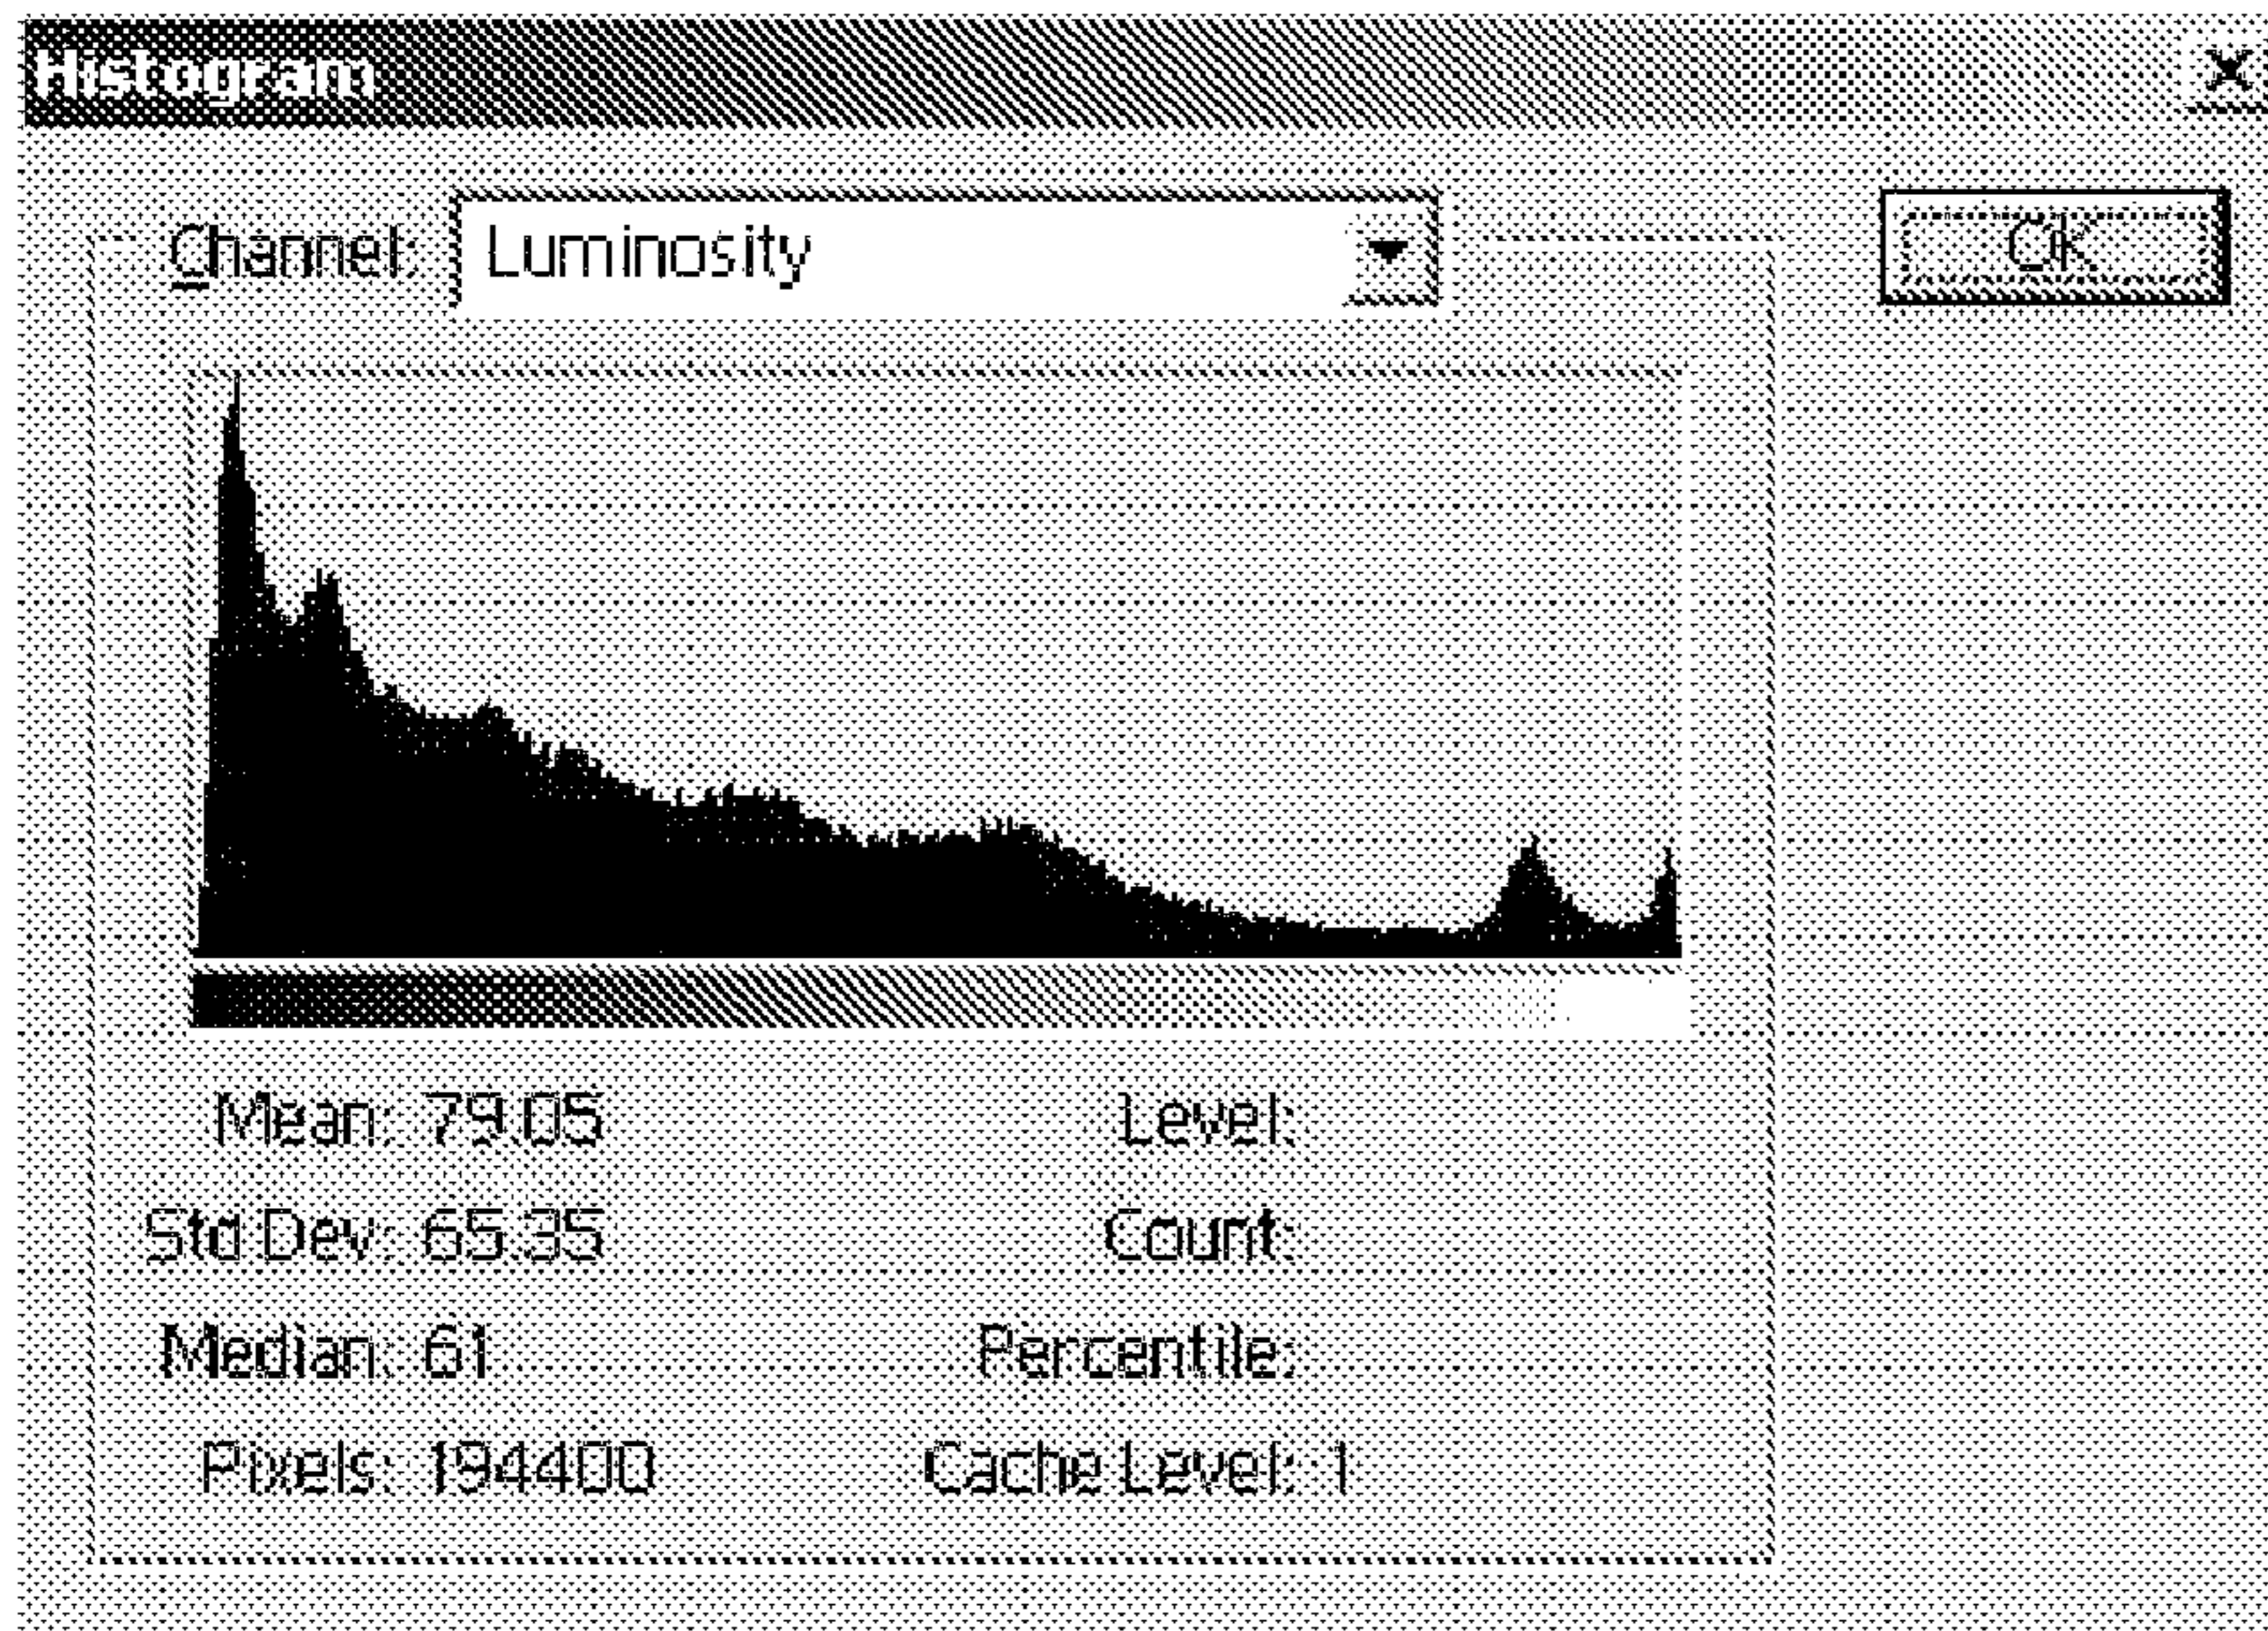 Histogram
Channel: Luminosity
OK
Mean: 79.05 Level:
Std Dev: 65.35 Count:
Median: 61 Percentile:
Pixels: 194400 Cache Level: 1